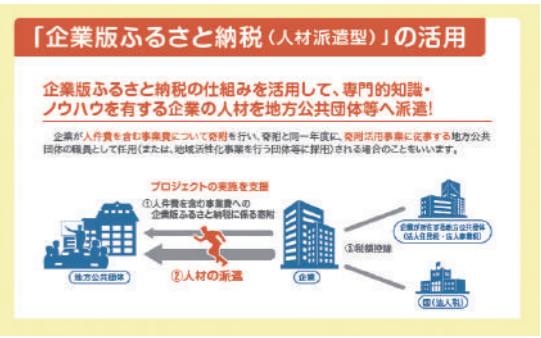 「企業版ふるさと納税（人材派遣型）」の活用
企業版ふるさと納税の仕組みを活用して、専門的知識・
ノウハウを有する企業の人材を地方公共団体等へ派遣！
企業が人件費を含む事業費について寄附を行い、寄附と同一年度に、寄附活用事業に従事する地方公共
団体の職員として任用（または、地域活性化事業を行う団体等に採用）される場合のことをいいます。
プロジェクトの実施を支援
①人件費を含む事業費への
企業版ふるさと納税に係る寄附
②人材の派遣
地方公共団体
企業
③税額控除
企業が所在する地方公共団体
（法人住民税・法人事業税）
国（法人税）